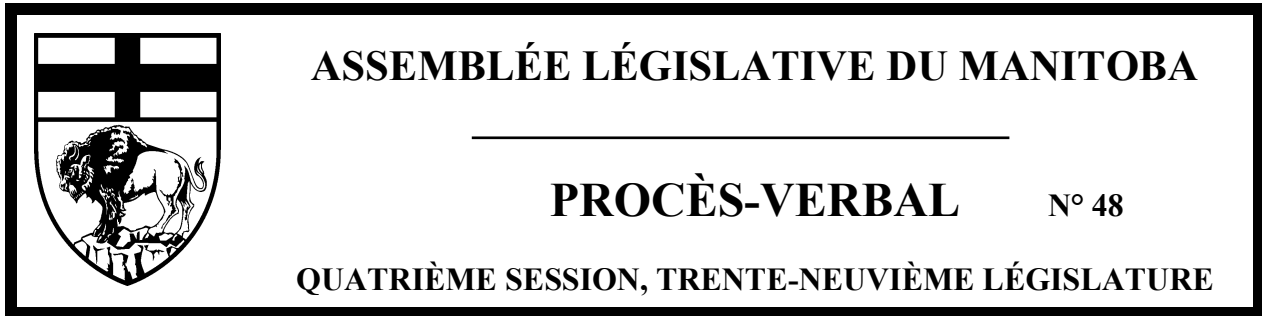 ASSEMBLÉE LÉGISLATIVE DU MANITOBA
PROCÈS-VERBAL N° 48
QUATRIÈME SESSION, TRENTE-NEUVIÈME LÉGISLATURE